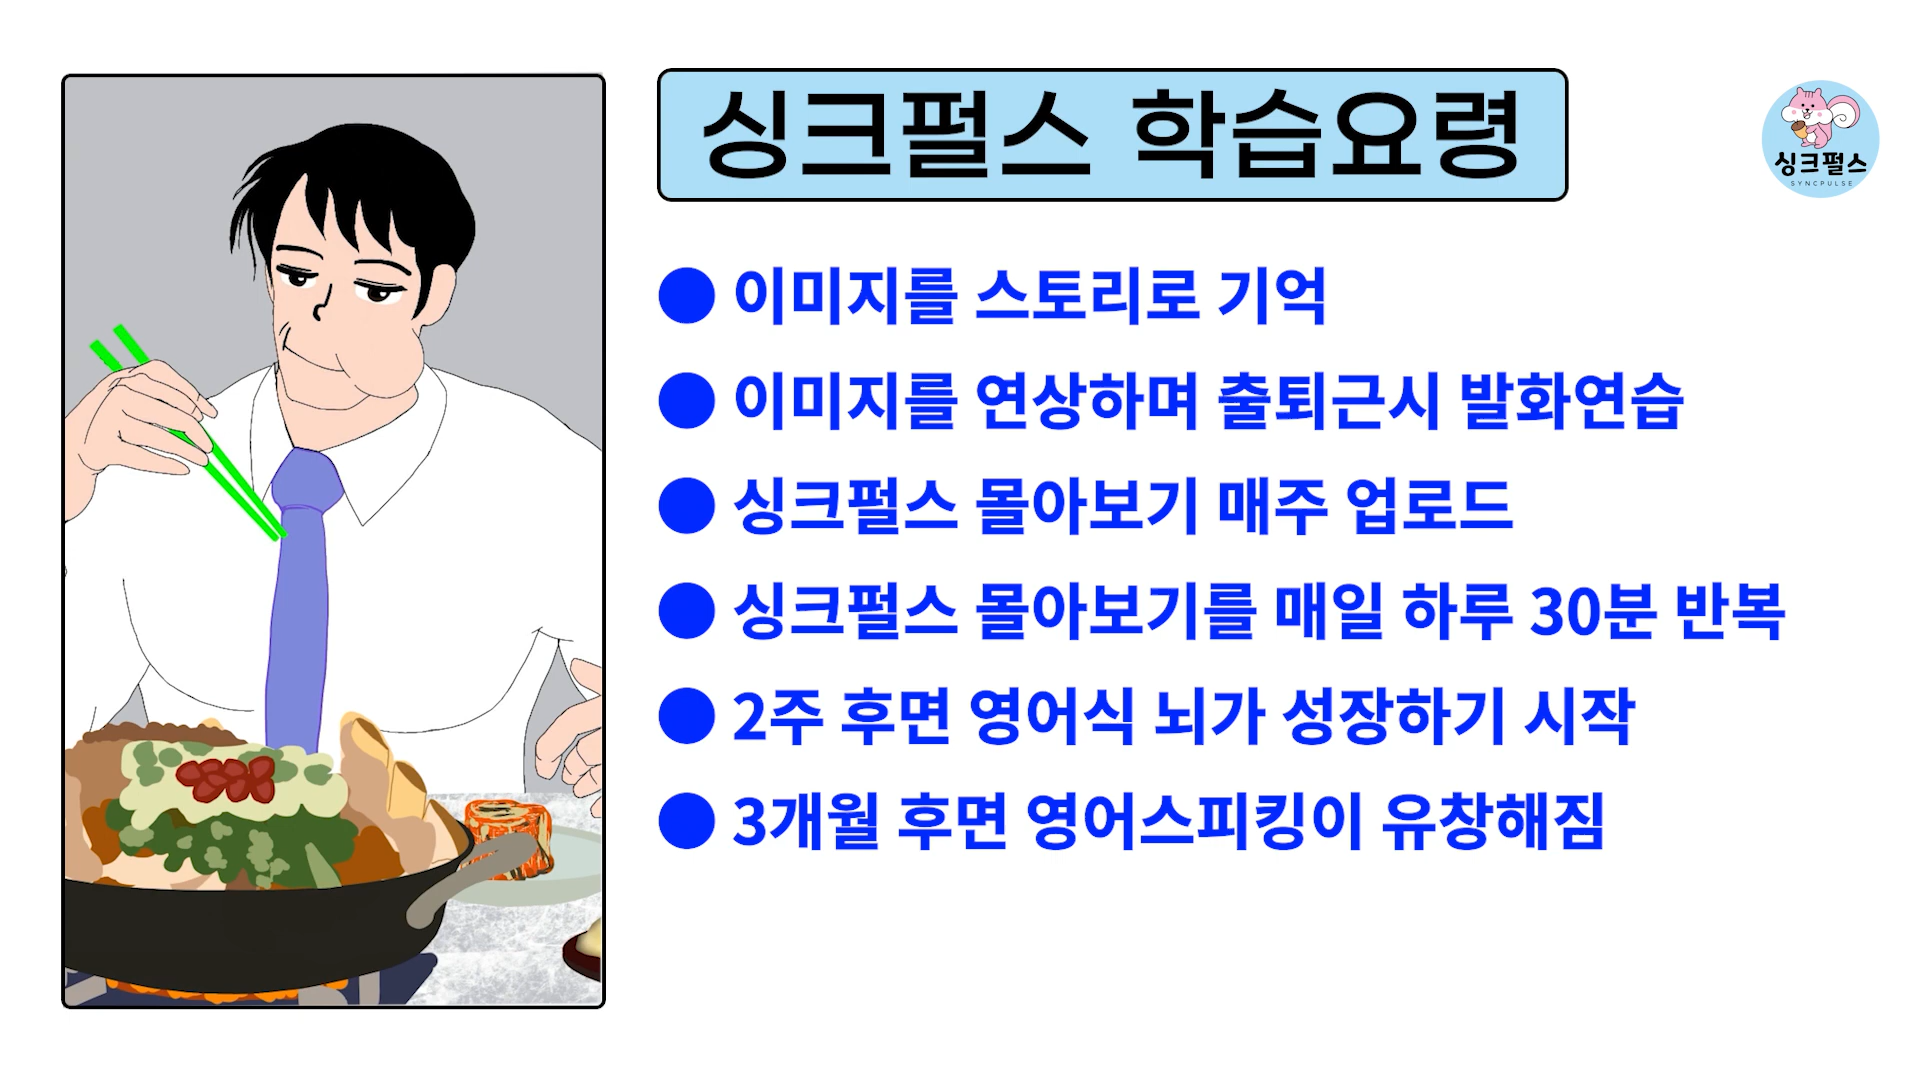 싱크펄스 학습요령
싱크펄스
SYNCPULSE
● 이미지를 스토리로 기억
● 이미지를 연상하며 출퇴근시 발화연습
● 싱크펄스 몰아보기 매주 업로드
● 싱크펄스 몰아보기를 매일 하루 30분 반복
● 2주 후면 영어식 뇌가 성장하기 시작
● 3개월 후면 영어스피킹이 유창해짐